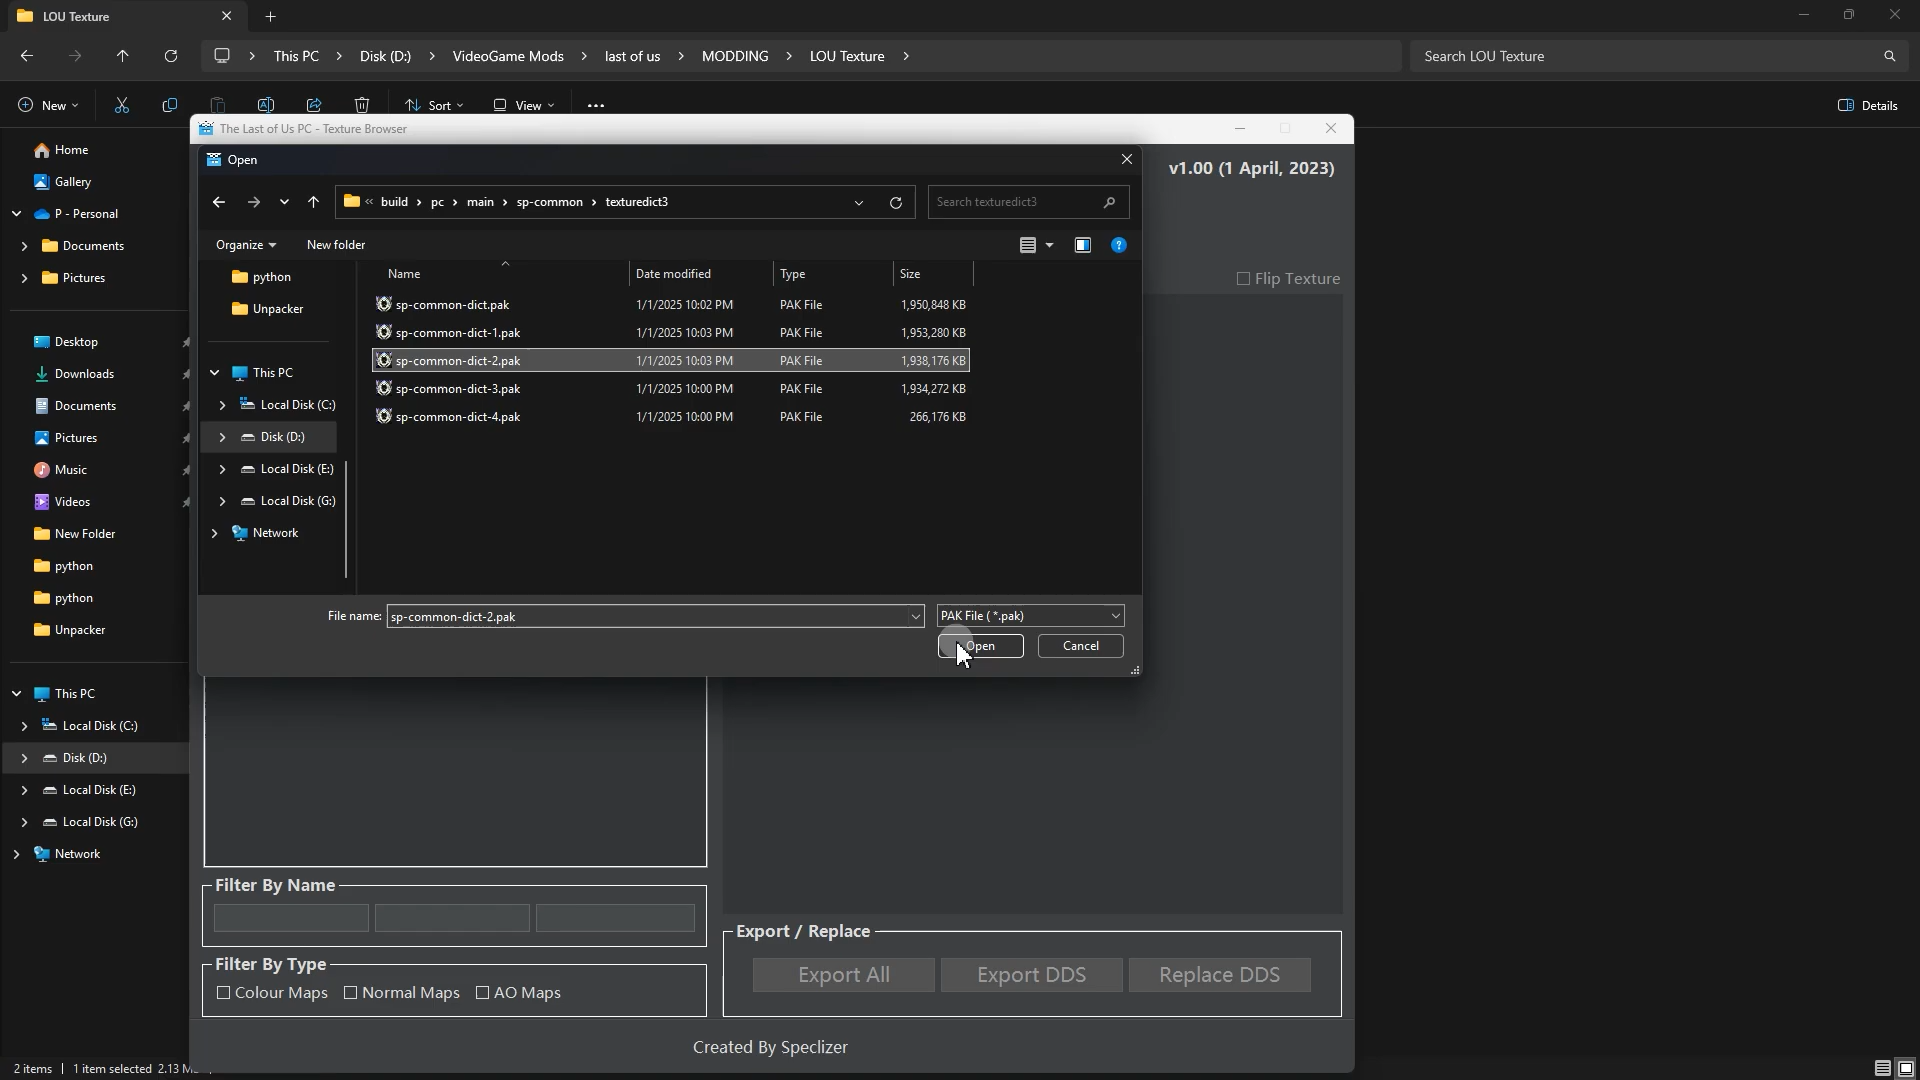 LOU Texture
This PC > Disk (D:) > VideoGame Mods > last of us > MODDING > LOU Texture >
Search LOU Texture
New
Sort
View
Details
Home
Gallery
P - Personal
Documents
Pictures
Desktop
Downloads
Documents
Pictures
Music
Videos
New Folder
python
python
Unpacker
This PC
Local Disk (C:)
Disk (D:)
Local Disk (E:)
Local Disk (G:)
Network
2 items | 1 item selected 2.13 M
The Last of Us PC - Texture Browser
v1.00 (1 April, 2023)
Flip Texture
Open
« build > pc > main > sp-common > texturedict3
Search texturedict3
Organize
New folder
python
Unpacker
This PC
Local Disk (C:)
Disk (D:)
Local Disk (E:)
Local Disk (G:)
Network
Name Date modified Type Size
sp-common-dict.pak 1/1/2025 10:02 PM PAK File 1,950,848 KB
sp-common-dict-1.pak 1/1/2025 10:03 PM PAK File 1,953,280 KB
sp-common-dict-2.pak 1/1/2025 10:03 PM PAK File 1,938,176 KB
sp-common-dict-3.pak 1/1/2025 10:00 PM PAK File 1,934,272 KB
sp-common-dict-4.pak 1/1/2025 10:00 PM PAK File 266,176 KB
File name: sp-common-dict-2.pak
PAK File (*.pak)
Open
Cancel
Filter By Name
Filter By Type
Colour Maps
Normal Maps
AO Maps
Export / Replace
Export All
Export DDS
Replace DDS
Created By Speclizer